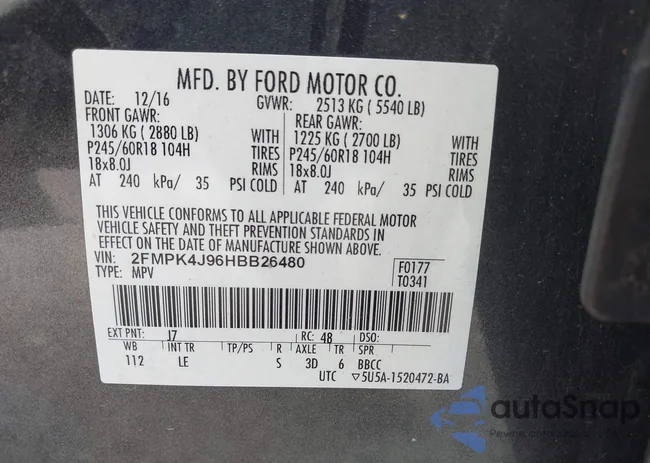 MFD. BY FORD MOTOR CO.
DATE: 12/16 GVWR: 2513 KG ( 5540 LB)
FRONT GAWR: REAR GAWR:
1306 KG ( 2880 LB) WITH 1225 KG ( 2700 LB) WITH
P245/60R18 104H TIRES P245/60R18 104H TIRES
18x8.0J RIMS 18x8.0J RIMS
AT 240 kPa/ 35 PSI COLD AT 240 kPa/ 35 PSI COLD
THIS VEHICLE CONFORMS TO ALL APPLICABLE FEDERAL MOTOR
VEHICLE SAFETY AND THEFT PREVENTION STANDARDS IN
EFFECT ON THE DATE OF MANUFACTURE SHOWN ABOVE.
VIN: 2FMPK4J96HBB26480 F0177
TYPE: MPV T0341
EXT PNT: J7 RC: 48 DSO:
WB INT TR TP/PS R AXLE TR SPR
112 LE S 3D 6 BBCC
UTC ▽5U5A-1520472-BA
autoSnap